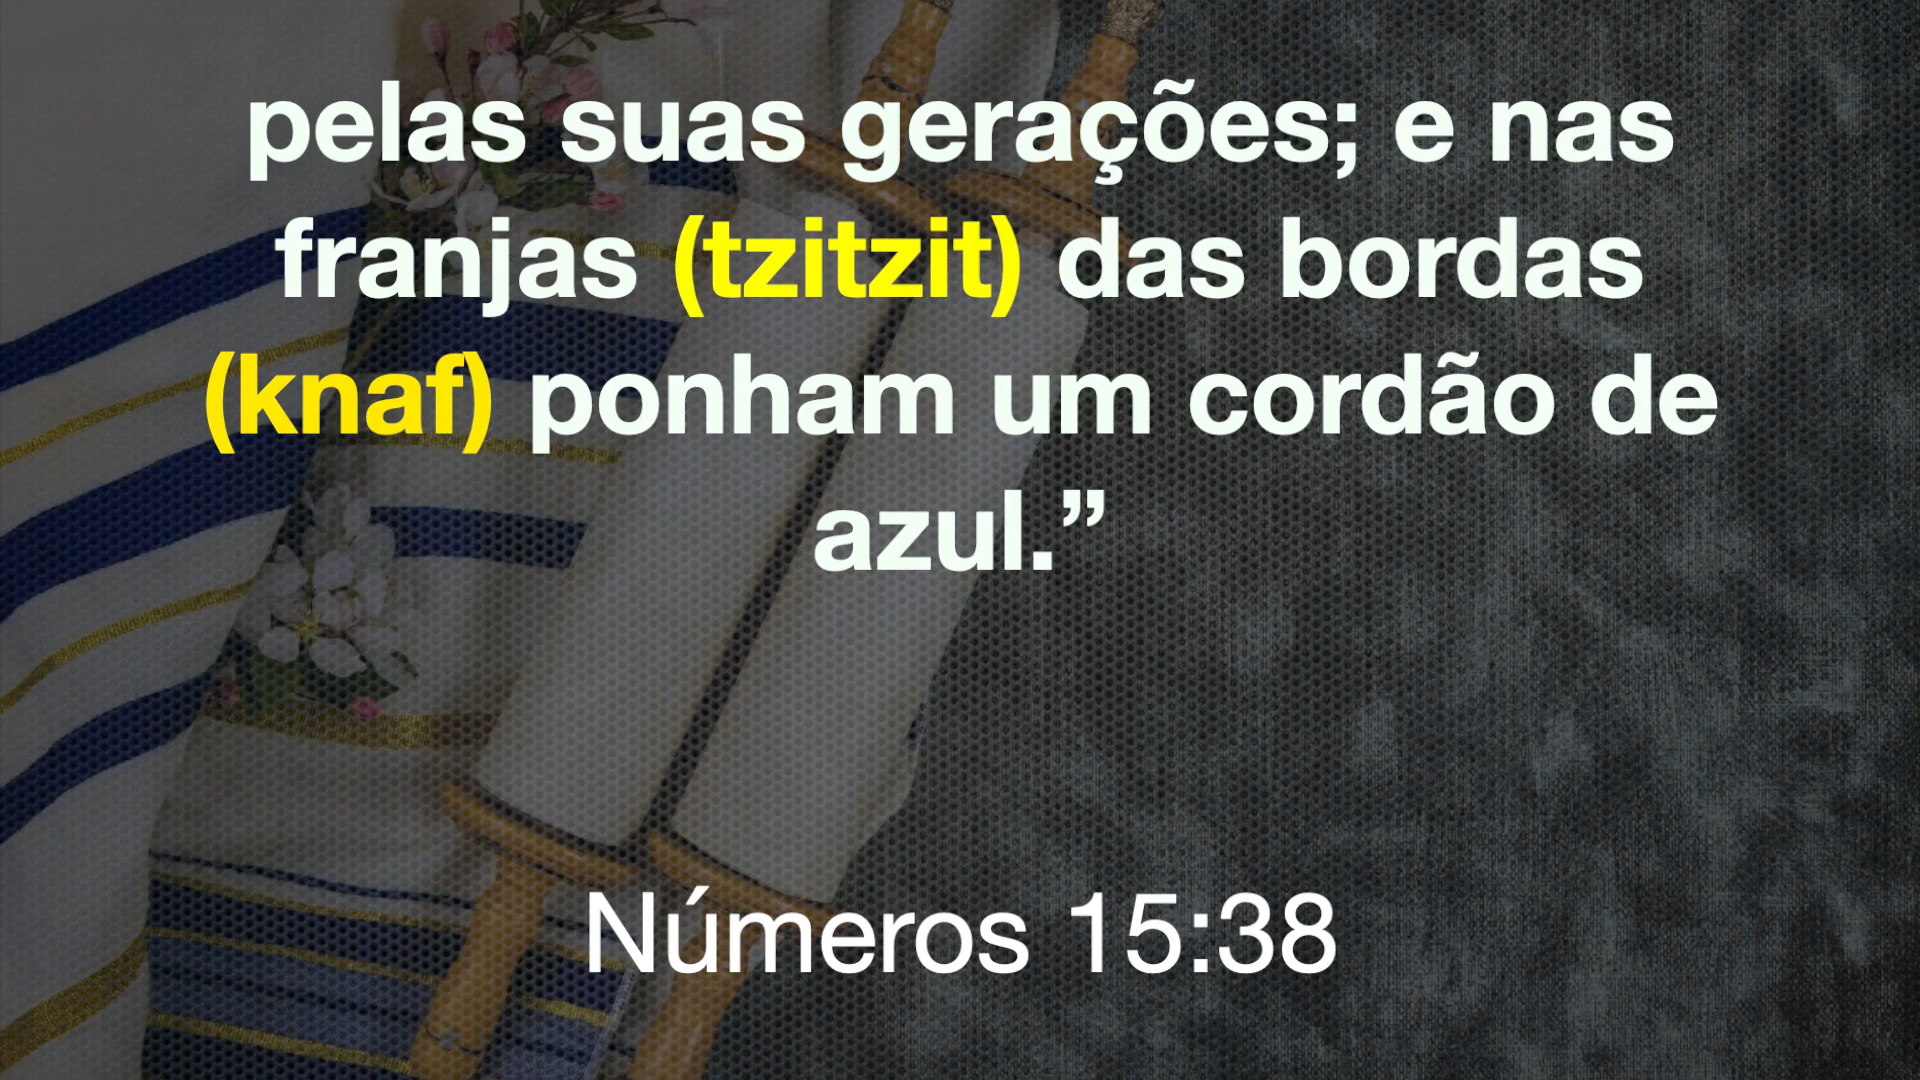 pelas suas gerações; e nas
franjas (tzitzit) das bordas
(knaf) ponham um cordão de
azul.”
Números 15:38